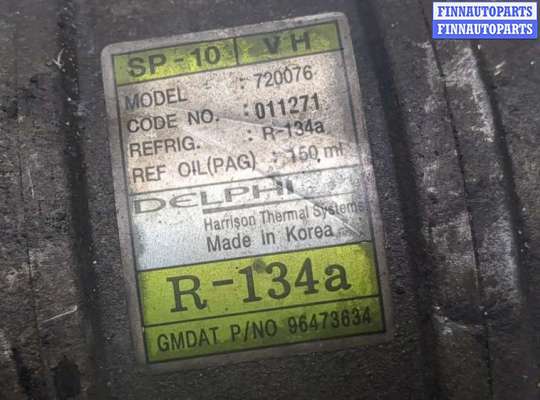 FINNAUTOPARTS
FINNAUTOPARTS
SP-10 VH
MODEL : 720076
CODE NO. : 011271
REFRIG. : R-134a
REF OIL(PAG) : 150 ml
DELPHI
Harrison Thermal Systems
Made In Korea
R-134a
GMDAT P/NO 96473634